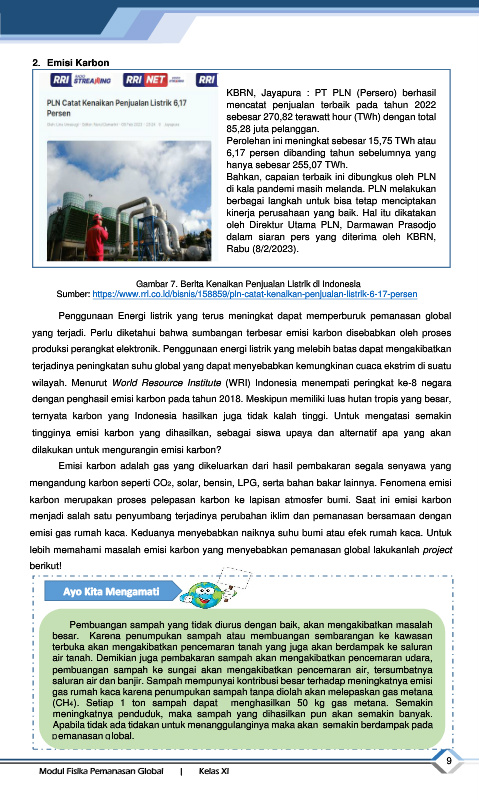 2. Emisi Karbon
RRI STREAMING RRI NET RRI
PLN Catat Kenaikan Penjualan Listrik 6,17
Persen
KBRN, Jayapura : PT PLN (Persero) berhasil
mencatat penjualan terbaik pada tahun 2022
sebesar 270,82 terawatt hour (TWh) dengan total
85,28 juta pelanggan.
Perolehan ini meningkat sebesar 15,75 TWh atau
6,17 persen dibanding tahun sebelumnya yang
hanya sebesar 255,07 TWh.
Bahkan, capaian terbaik ini dibungkus oleh PLN
di kala pandemi masih melanda. PLN melakukan
berbagai langkah untuk bisa tetap menciptakan
kinerja perusahaan yang baik. Hal itu dikatakan
oleh Direktur Utama PLN, Darmawan Prasodjo
dalam siaran pers yang diterima oleh KBRN,
Rabu (8/2/2023).
Gambar 7. Berita Kenaikan Penjualan Listrik di Indonesia
Sumber: https://www.rri.co.id/bisnis/158859/pln-catat-kenaikan-penjualan-listrik-6-17-persen
Penggunaan Energi listrik yang terus meningkat dapat memperburuk pemanasan global
yang terjadi. Perlu diketahui bahwa sumbangan terbesar emisi karbon disebabkan oleh proses
produksi perangkat elektronik. Penggunaan energi listrik yang melebih batas dapat mengakibatkan
terjadinya peningkatan suhu global yang dapat menyebabkan kemungkinan cuaca ekstrim di suatu
wilayah. Menurut World Resource Institute (WRI) Indonesia menempati peringkat ke-8 negara
dengan penghasil emisi karbon pada tahun 2018. Meskipun memiliki luas hutan tropis yang besar,
ternyata karbon yang Indonesia hasilkan juga tidak kalah tinggi. Untuk mengatasi semakin
tingginya emisi karbon yang dihasilkan, sebagai siswa upaya dan alternatif apa yang akan
dilakukan untuk mengurangin emisi karbon?
Emisi karbon adalah gas yang dikeluarkan dari hasil pembakaran segala senyawa yang
mengandung karbon seperti CO₂, solar, bensin, LPG, serta bahan bakar lainnya. Fenomena emisi
karbon merupakan proses pelepasan karbon ke lapisan atmosfer bumi. Saat ini emisi karbon
menjadi salah satu penyumbang terjadinya perubahan iklim dan pemanasan bersamaan dengan
emisi gas rumah kaca. Keduanya menyebabkan naiknya suhu bumi atau efek rumah kaca. Untuk
lebih memahami masalah emisi karbon yang menyebabkan pemanasan global lakukanlah project
berikut!
Ayo Kita Mengamati
Pembuangan sampah yang tidak diurus dengan baik, akan mengakibatkan masalah
besar. Karena penumpukan sampah atau membuangan sembarangan ke kawasan
terbuka akan mengakibatkan pencemaran tanah yang juga akan berdampak ke saluran
air tanah. Demikian juga pembakaran sampah akan mengakibatkan pencemaran udara,
pembuangan sampah ke sungai akan mengakibatkan pencemaran air, tersumbatnya
saluran air dan banjir. Sampah mempunyai kontribusi besar terhadap meningkatnya emisi
gas rumah kaca karena penumpukan sampah tanpa diolah akan melepaskan gas metana
(CH₄). Setiap 1 ton sampah dapat menghasilkan 50 kg gas metana. Semakin
meningkatnya penduduk, maka sampah yang dihasilkan pun akan semakin banyak.
Apabila tidak ada tidakan untuk menanggulanginya maka akan semakin berdampak pada
pemanasan global.
9
Modul Fisika Pemanasan Global | Kelas XI